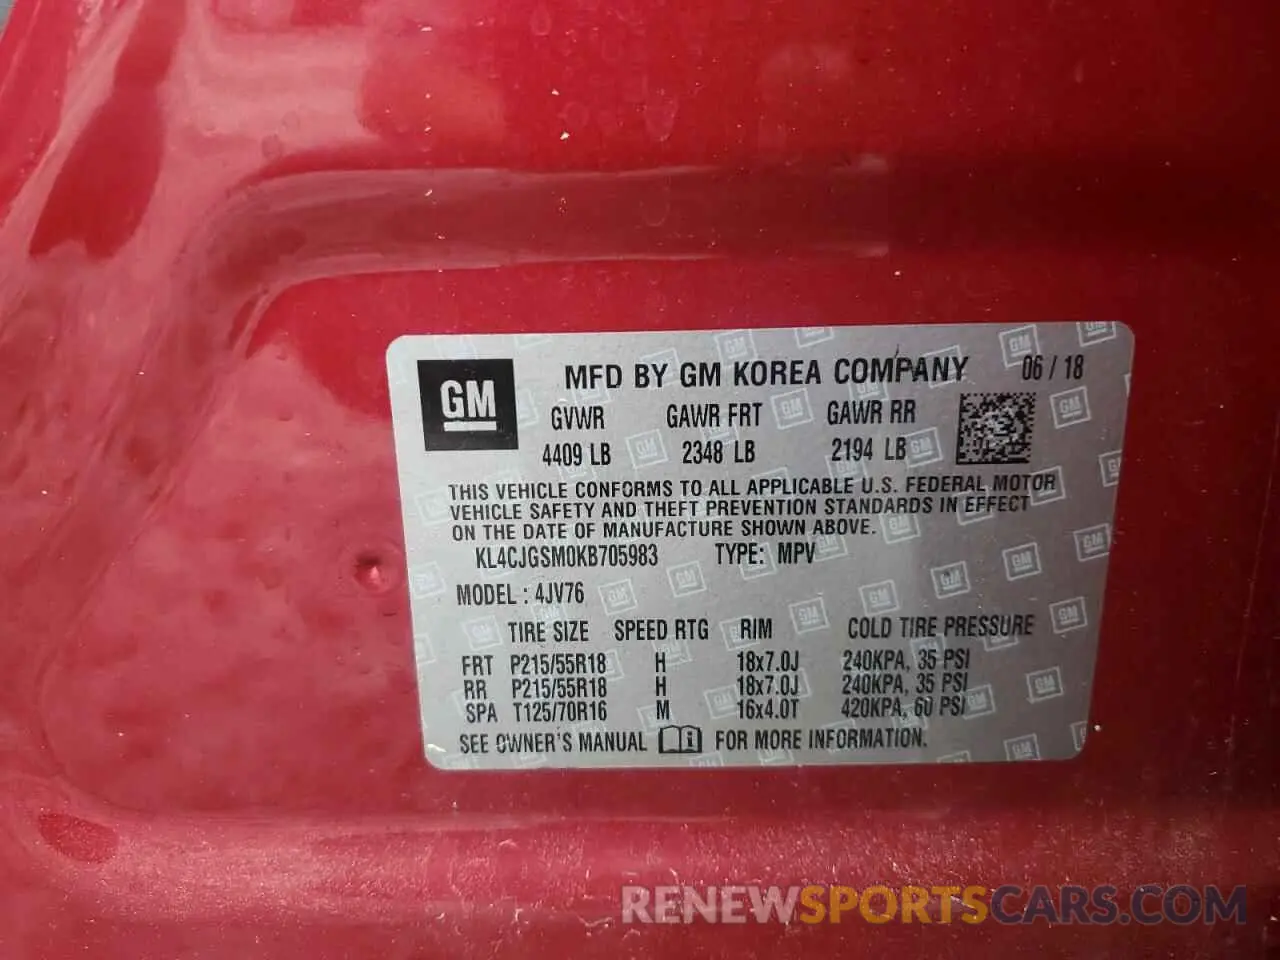 GM
MFD BY GM KOREA COMPANY 06 / 18
GVWR GAWR FRT GAWR RR
4409 LB 2348 LB 2194 LB
THIS VEHICLE CONFORMS TO ALL APPLICABLE U.S. FEDERAL MOTOR
VEHICLE SAFETY AND THEFT PREVENTION STANDARDS IN EFFECT
ON THE DATE OF MANUFACTURE SHOWN ABOVE.
KL4CJGSM0KB705983 TYPE: MPV
MODEL : 4JV76
TIRE SIZE SPEED RTG RIM COLD TIRE PRESSURE
FRT P215/55R18 H 18x7.0J 240KPA, 35 PSI
RR P215/55R18 H 18x7.0J 240KPA, 35 PSI
SPA T125/70R16 M 16x4.0T 420KPA, 60 PSI
SEE OWNER'S MANUAL i FOR MORE INFORMATION.
RENEWSPORTSCARS.COM